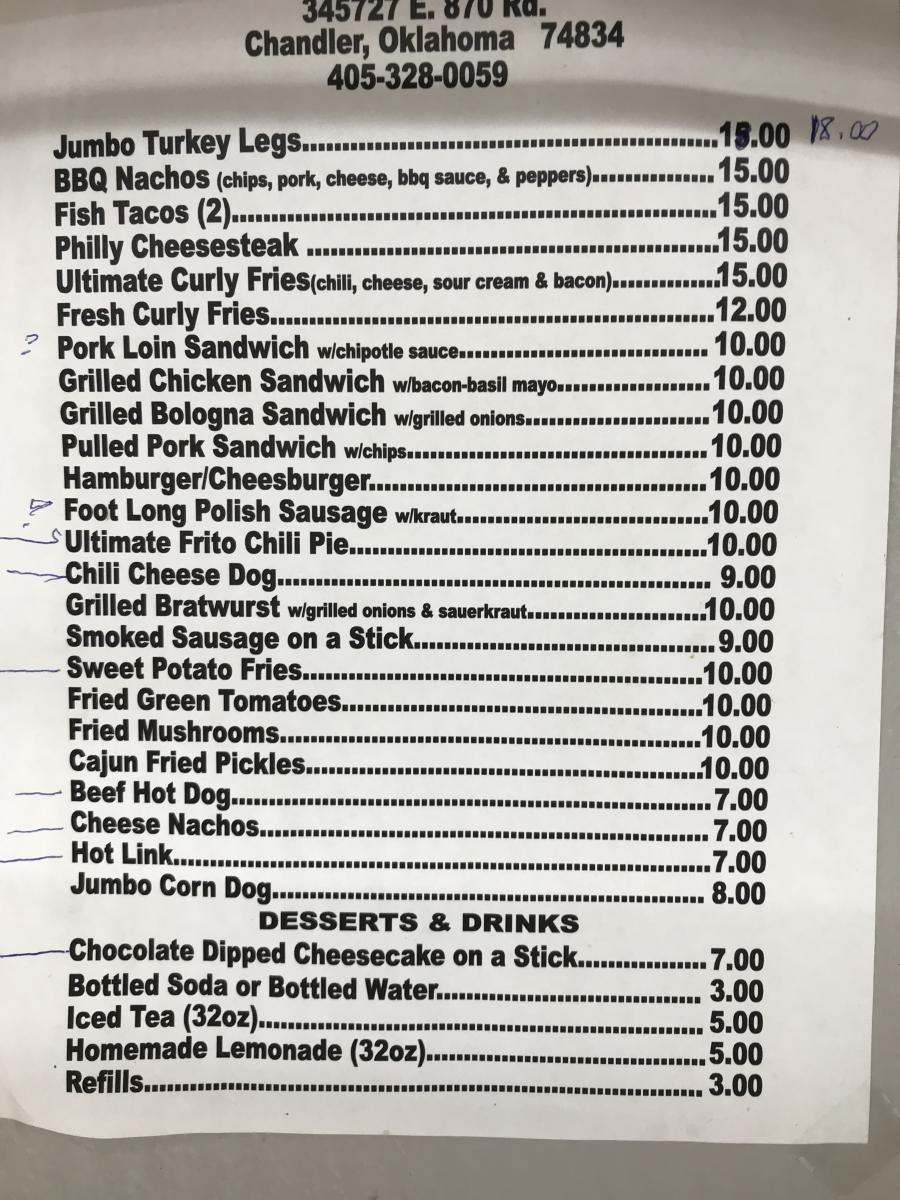 345727 E. 870 Rd.
Chandler, Oklahoma 74834
405-328-0059
Jumbo Turkey Legs..........18.00 18.00
BBQ Nachos (chips, pork, cheese, bbq sauce, & peppers)..........15.00
Fish Tacos (2)..........15.00
Philly Cheesesteak ..........15.00
Ultimate Curly Fries(chili, cheese, sour cream & bacon)..........15.00
Fresh Curly Fries..........12.00
? Pork Loin Sandwich w/chipotle sauce.......... 10.00
Grilled Chicken Sandwich w/bacon-basil mayo..........10.00
Grilled Bologna Sandwich w/grilled onions..........10.00
Pulled Pork Sandwich w/chips..........10.00
Hamburger/Cheesburger..........10.00
? Foot Long Polish Sausage w/kraut..........10.00
Ultimate Frito Chili Pie..........10.00
Chili Cheese Dog.......... 9.00
Grilled Bratwurst w/grilled onions & sauerkraut..........10.00
Smoked Sausage on a Stick..........9.00
Sweet Potato Fries..........10.00
Fried Green Tomatoes..........10.00
Fried Mushrooms..........10.00
Cajun Fried Pickles..........10.00
Beef Hot Dog..........7.00
Cheese Nachos..........7.00
Hot Link..........7.00
Jumbo Corn Dog.......... 8.00
DESSERTS & DRINKS
Chocolate Dipped Cheesecake on a Stick..........7.00
Bottled Soda or Bottled Water.......... 3.00
Iced Tea (32oz).......... 5.00
Homemade Lemonade (32oz)..........5.00
Refills.......... 3.00